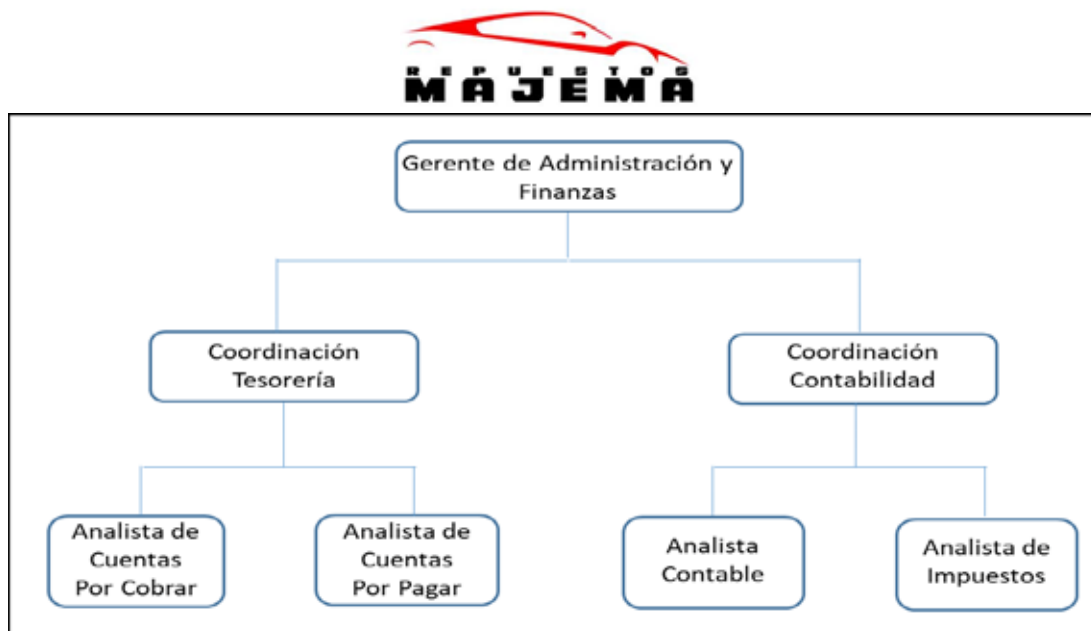 REPUESTOS
MAJEMA
Gerente de Administración y
Finanzas
Coordinación
Tesorería
Coordinación
Contabilidad
Analista de
Cuentas
Por Cobrar
Analista de
Cuentas
Por Pagar
Analista
Contable
Analista de
Impuestos